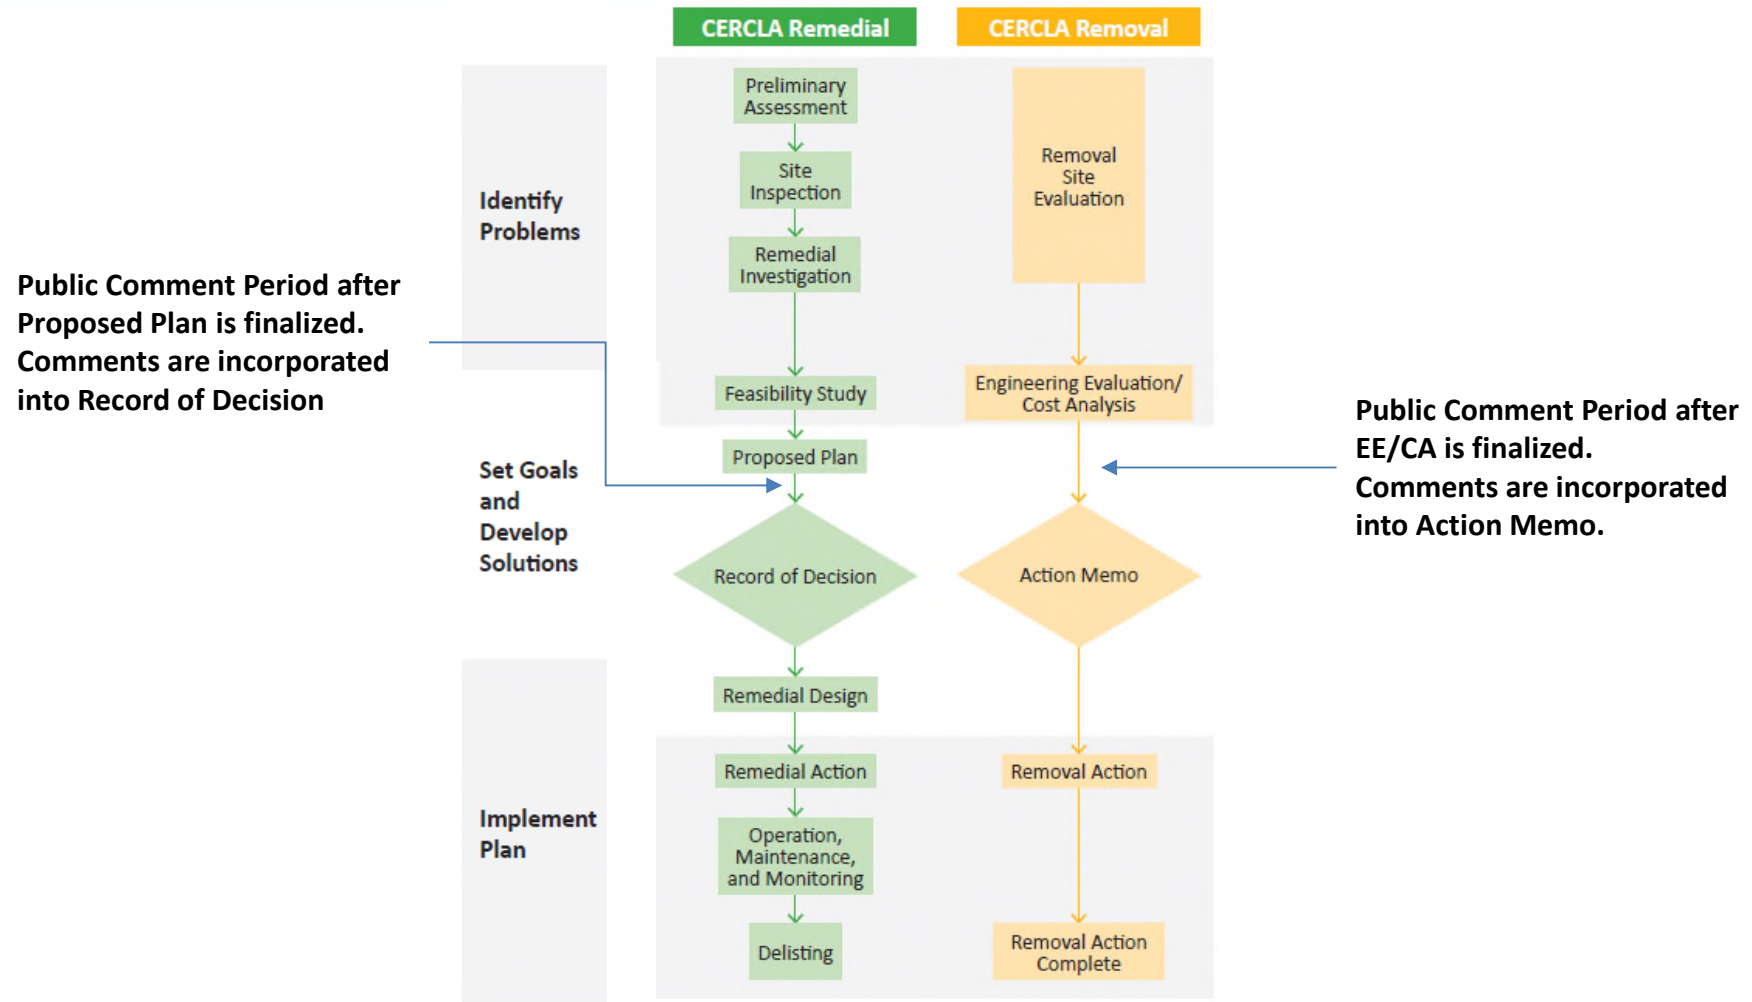 CERCLA Remedial
CERCLA Removal
Identify
Problems
Set Goals
and
Develop
Solutions
Implement
Plan
Public Comment Period after
Proposed Plan is finalized.
Comments are incorporated
into Record of Decision
Preliminary
Assessment
Site
Inspection
Remedial
Investigation
Feasibility Study
Proposed Plan
Record of Decision
Remedial Design
Remedial Action
Operation,
Maintenance,
and Monitoring
Delisting
Removal
Site
Evaluation
Engineering Evaluation/
Cost Analysis
Action Memo
Removal Action
Removal Action
Complete
Public Comment Period after
EE/CA is finalized.
Comments are incorporated
into Action Memo.